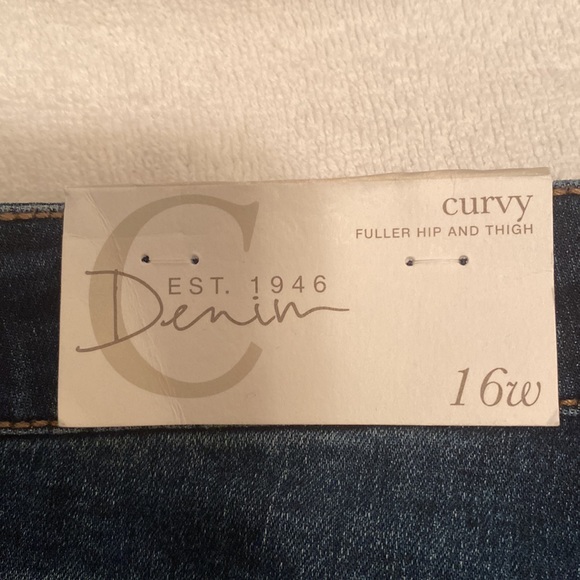 C
curvy
FULLER HIP AND THIGH
EST. 1946
Denim
16w